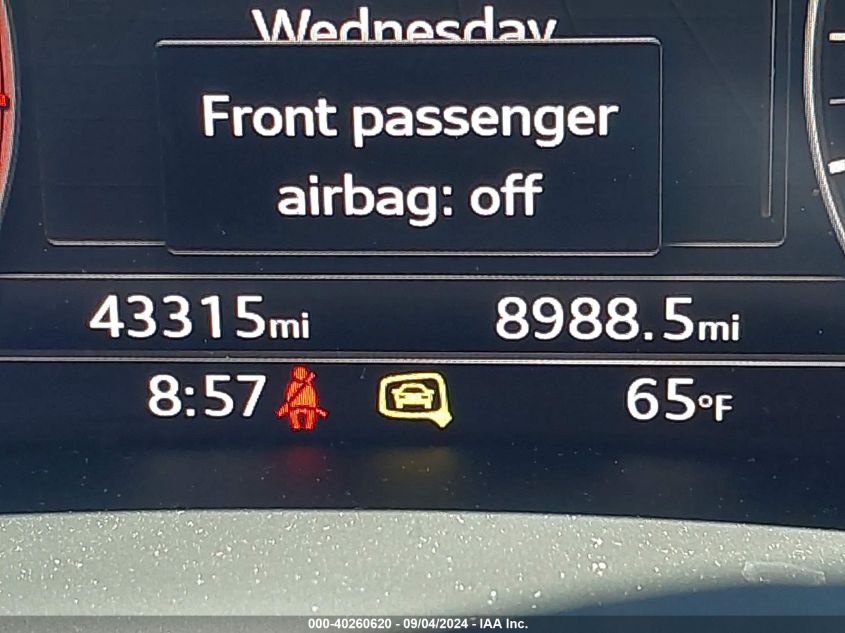 Wednesday
Front passenger
airbag: off
43315mi 8988.5mi
8:57 65°F
000-40260620 - 09/04/2024 - IAA Inc.